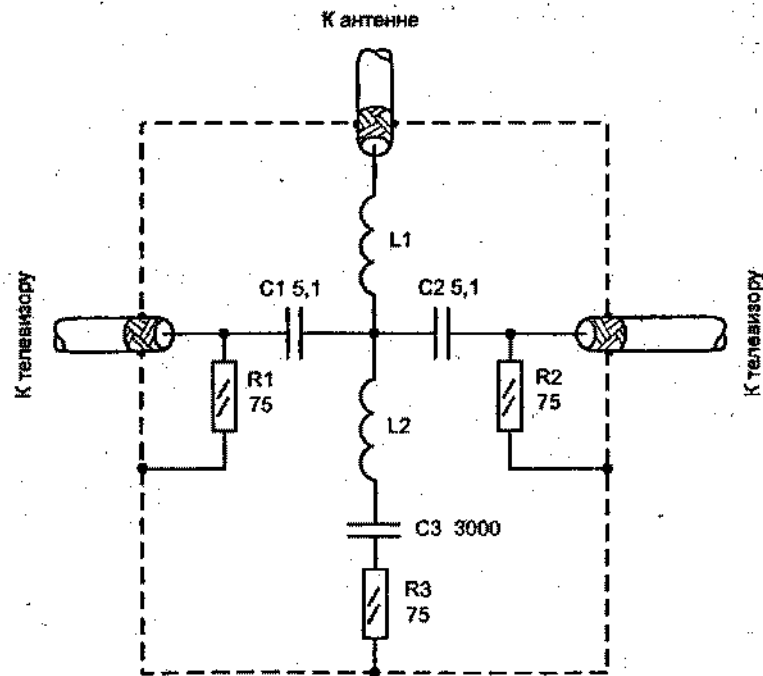 К антенне
L1
C1 5,1
C2 5,1
К телевизору
R1
75
R2
75
К телевизору
L2
C3 3000
R3
75